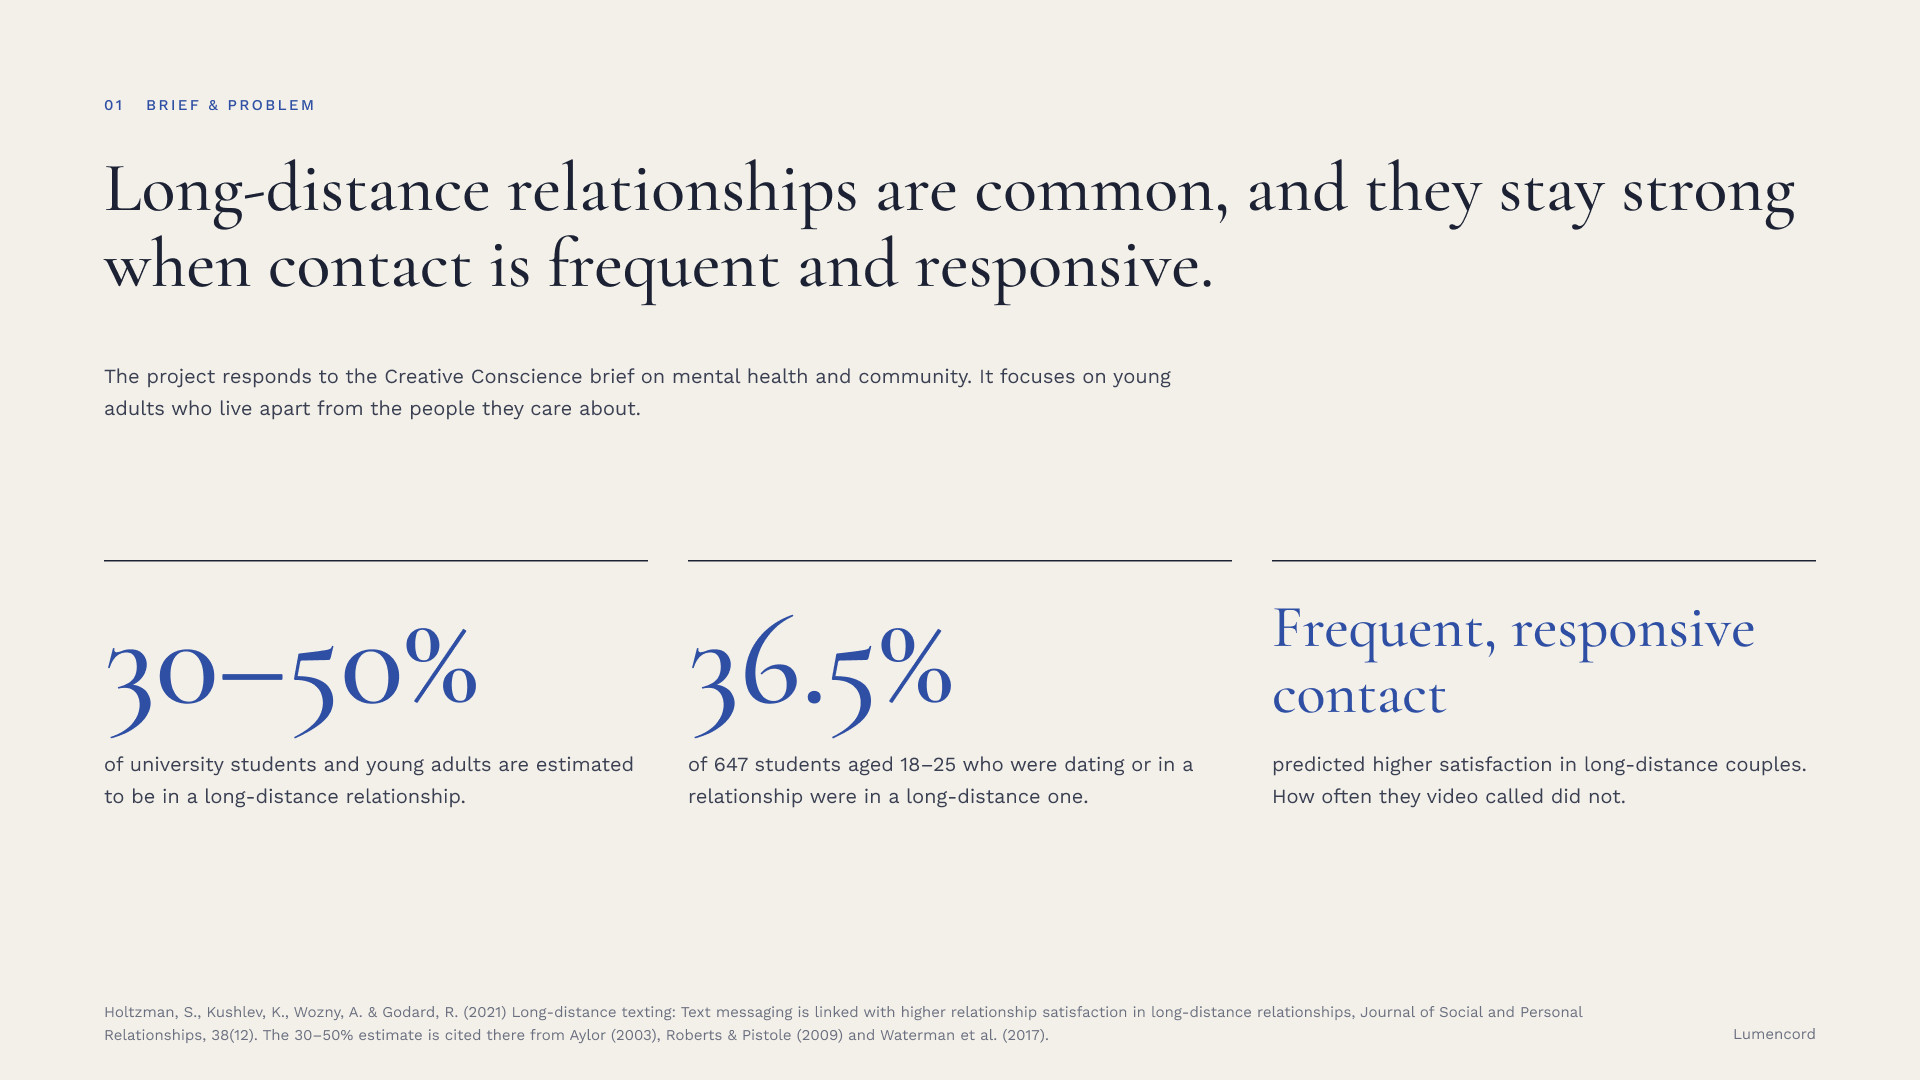 01 BRIEF & PROBLEM
Long-distance relationships are common, and they stay strong
when contact is frequent and responsive.
The project responds to the Creative Conscience brief on mental health and community. It focuses on young
adults who live apart from the people they care about.
30–50%
of university students and young adults are estimated
to be in a long-distance relationship.
36.5%
of 647 students aged 18–25 who were dating or in a
relationship were in a long-distance one.
Frequent, responsive
contact
predicted higher satisfaction in long-distance couples.
How often they video called did not.
Holtzman, S., Kushlev, K., Wozny, A. & Godard, R. (2021) Long-distance texting: Text messaging is linked with higher relationship satisfaction in long-distance relationships, Journal of Social and Personal
Relationships, 38(12). The 30–50% estimate is cited there from Aylor (2003), Roberts & Pistole (2009) and Waterman et al. (2017).
Lumencord